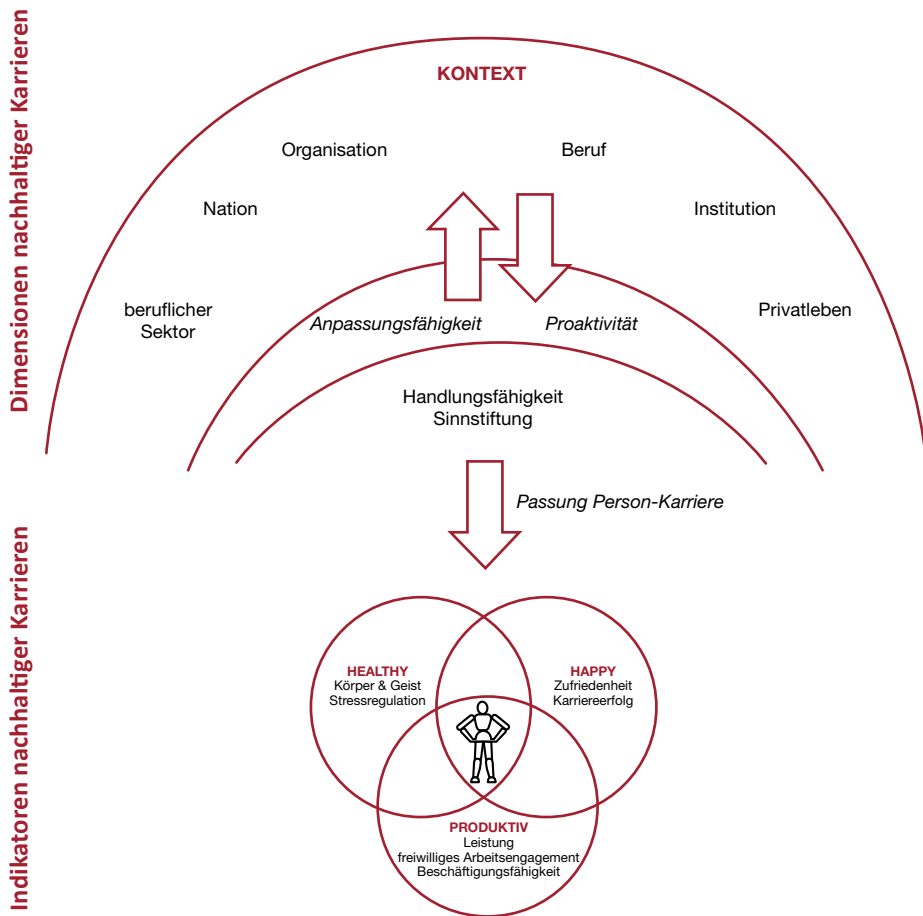 Dimensionen nachhaltiger Karrieren
KONTEXT
Organisation
Beruf
Nation
Institution
beruflicher
Sektor
Privatleben
Anpassungsfähigkeit
Proaktivität
Handlungsfähigkeit
Sinnstiftung
Passung Person-Karriere
Indikatoren nachhaltiger Karrieren
HEALTHY
Körper & Geist
Stressregulation
HAPPY
Zufriedenheit
Karriereerfolg
PRODUKTIV
Leistung
freiwilliges Arbeitsengagement
Beschäftigungsfähigkeit